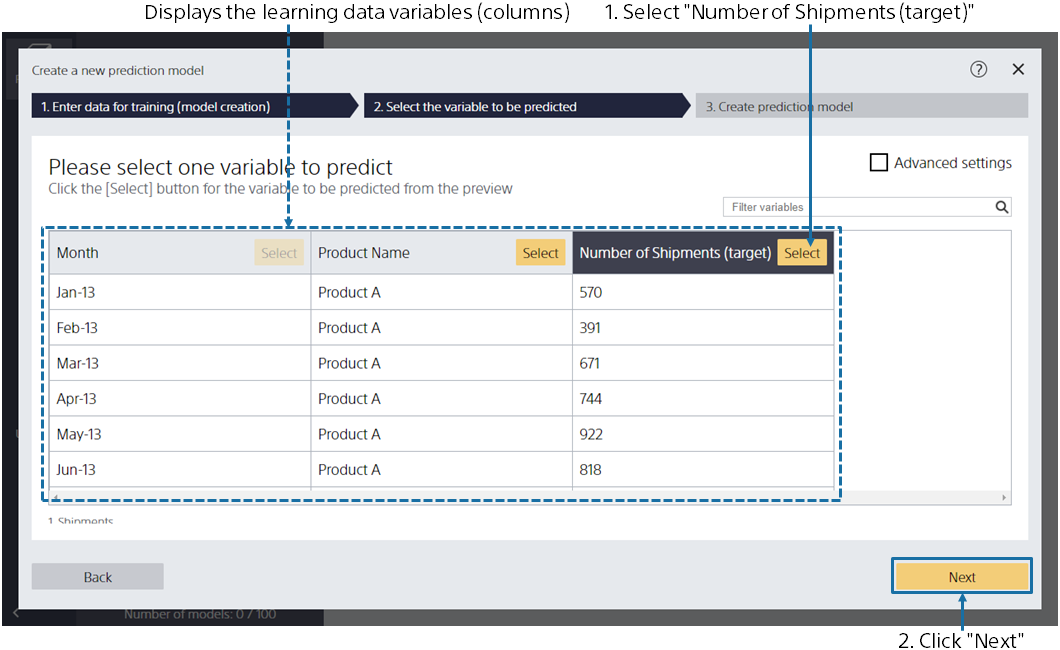 Displays the learning data variables (columns)
1. Select "Number of Shipments (target)"
Create a new prediction model
1. Enter data for training (model creation)
2. Select the variable to be predicted
3. Create prediction model
Please select one variable to predict
Advanced settings
Click the [Select] button for the variable to be predicted from the preview
Filter variables
Month Select Product Name Select Number of Shipments (target) Select
Jan-13 Product A 570
Feb-13 Product A 391
Mar-13 Product A 671
Apr-13 Product A 744
May-13 Product A 922
Jun-13 Product A 818
1 Shipments
Back
Next
Number of models: 0 / 100
2. Click "Next"